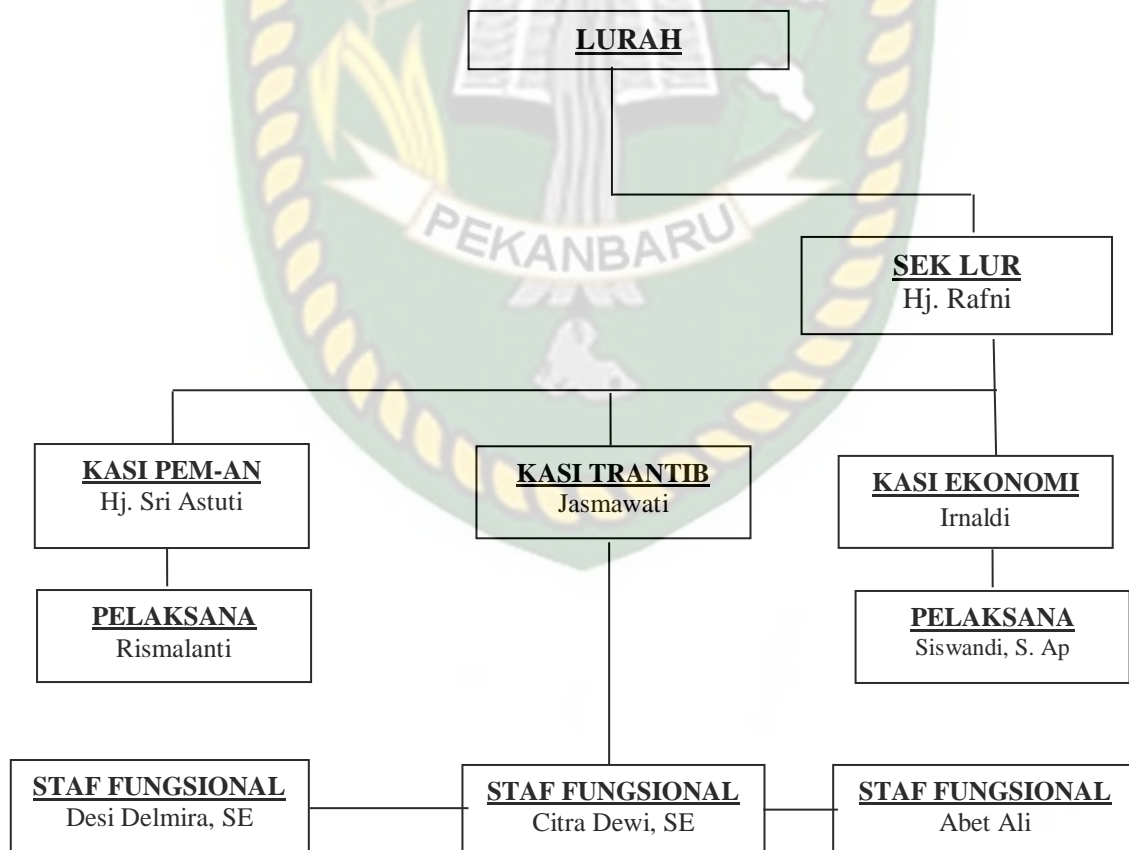 LURAH
PEKANBARU
SEK LUR
Hj. Rafni
KASI PEM-AN
Hj. Sri Astuti
KASI TRANTIB
Jasmawati
KASI EKONOMI
Irnaldi
PELAKSANA
Rismalanti
PELAKSANA
Siswandi, S. Ap
STAF FUNGSIONAL
Desi Delmira, SE
STAF FUNGSIONAL
Citra Dewi, SE
STAF FUNGSIONAL
Abet Ali